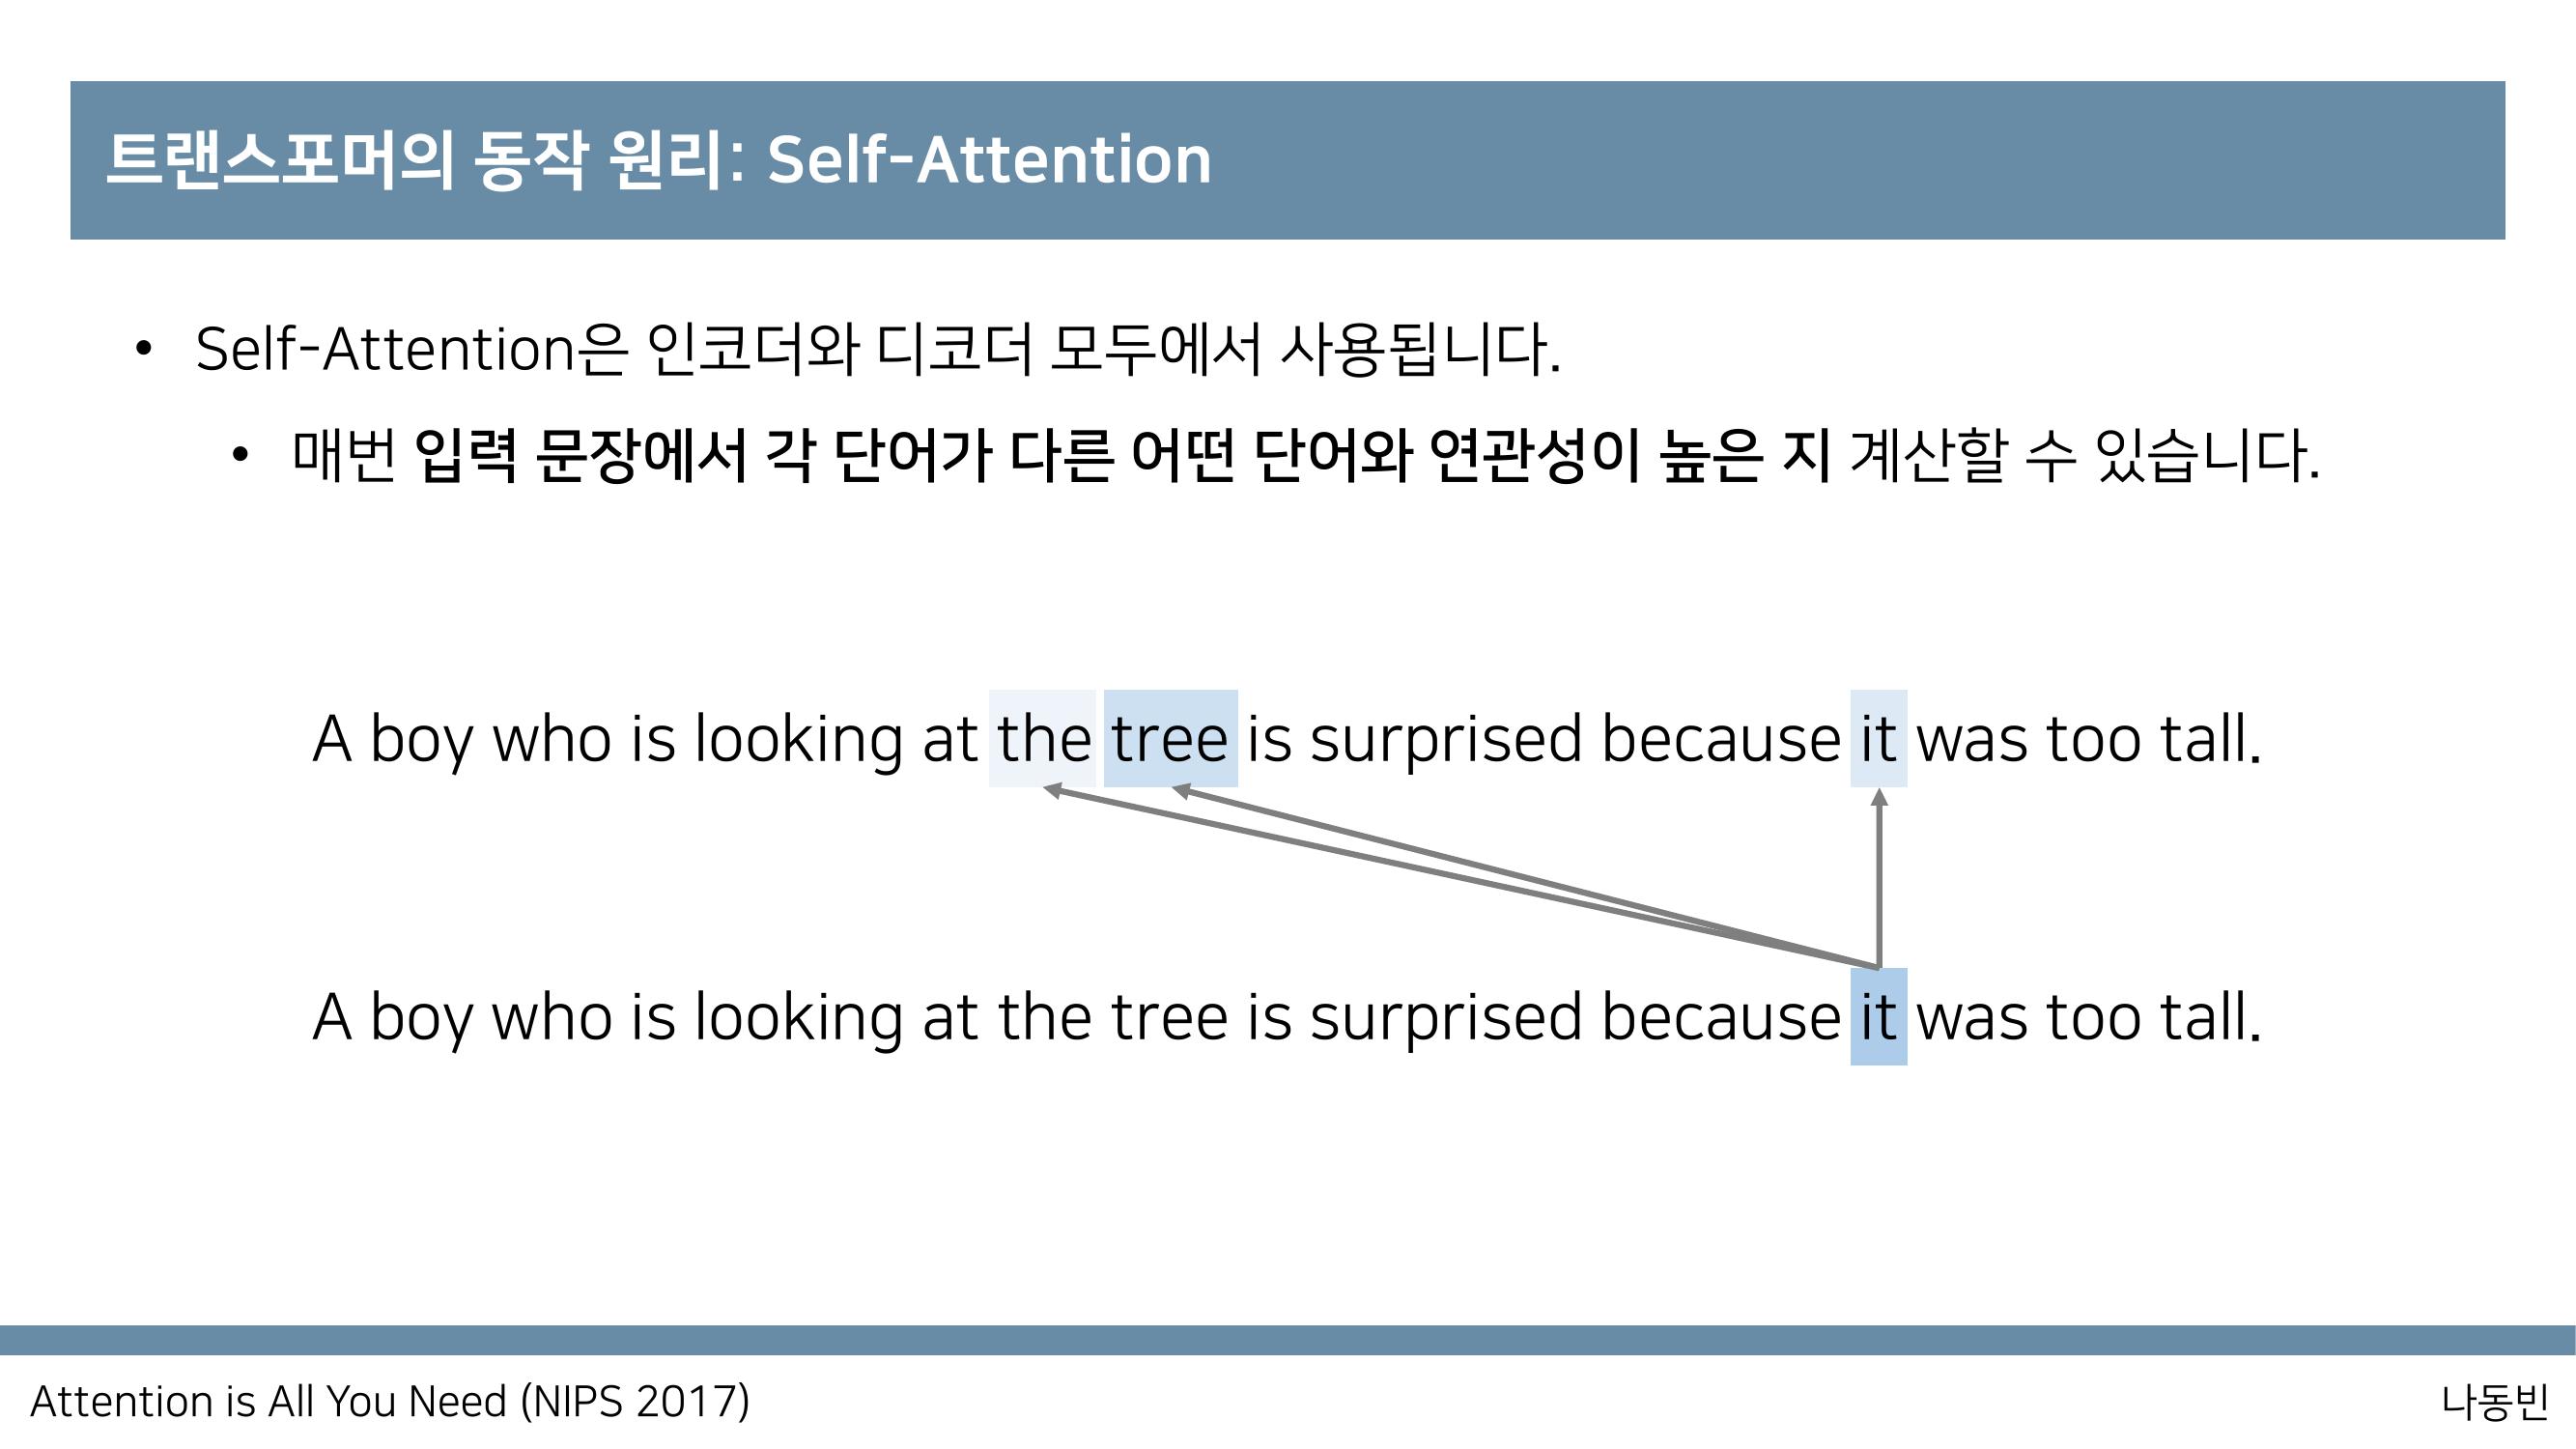 트랜스포머의 동작 원리: Self-Attention
• Self-Attention은 인코더와 디코더 모두에서 사용됩니다.
• 매번 입력 문장에서 각 단어가 다른 어떤 단어와 연관성이 높은 지 계산할 수 있습니다.
A boy who is looking at the tree is surprised because it was too tall.
A boy who is looking at the tree is surprised because it was too tall.
Attention is All You Need (NIPS 2017)
나동빈